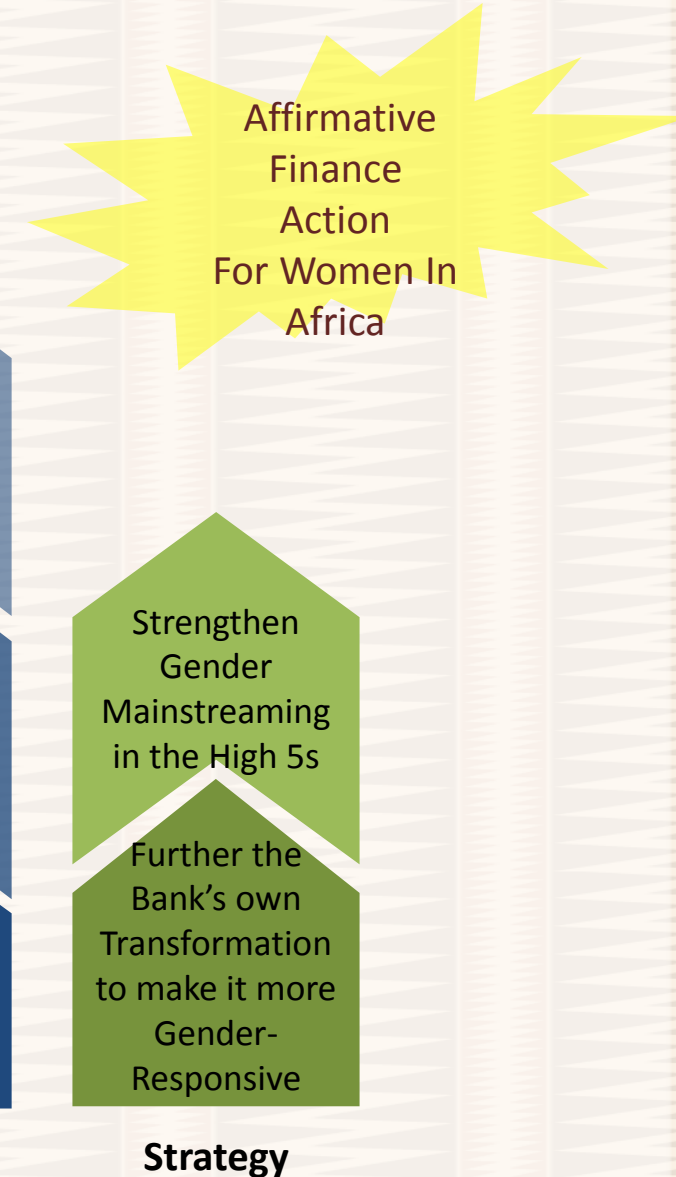 Affirmative
Finance
Action
For Women In
Africa
Strengthen
Gender
Mainstreaming
in the High 5s
Further the
Bank’s own
Transformation
to make it more
Gender-
Responsive
Strategy